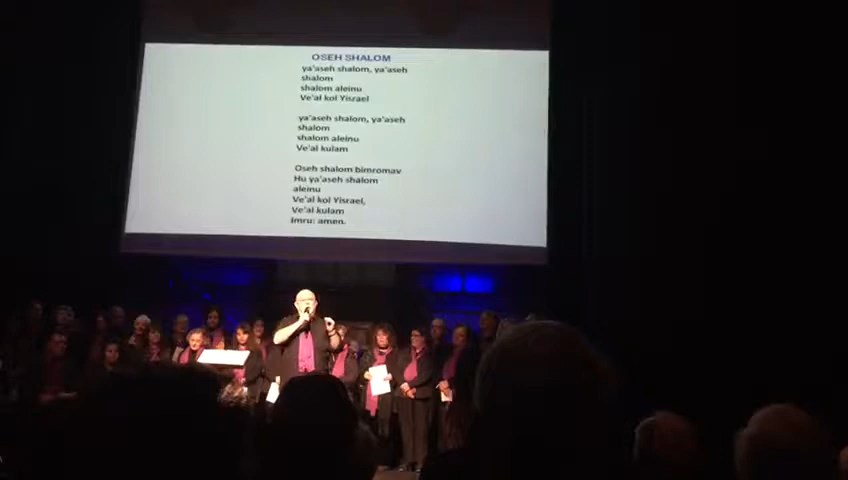 OSEH SHALOM
ya'aseh shalom, ya'aseh
shalom
shalom aleinu
Ve'al kol Yisrael
ya'aseh shalom, ya'aseh
shalom
shalom aleinu
Ve'al kulam
Oseh shalom bimromav
Hu ya'aseh shalom
aleinu
Ve'al kol Yisrael,
Ve'al kulam
Imru: amen.